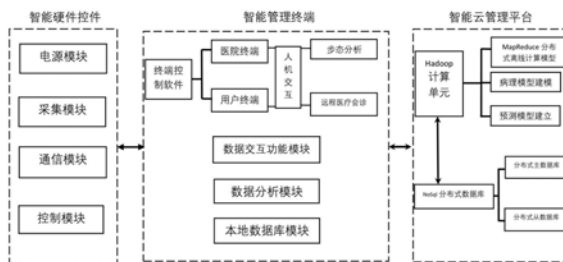 智能硬件控件
电源模块
采集模块
通信模块
控制模块
智能管理终端
终端控
制软件
医院终端
用户终端
人
机
交
互
步态分析
远程医疗会诊
数据交互功能模块
数据分析模块
本地数据库模块
智能云管理平台
Hadoop
计算
单元
MapReduce 分布
式离线计算模型
病理模型建模
预测模型建立
NoSql 分布式数据库
分布式主数据库
分布式从数据库